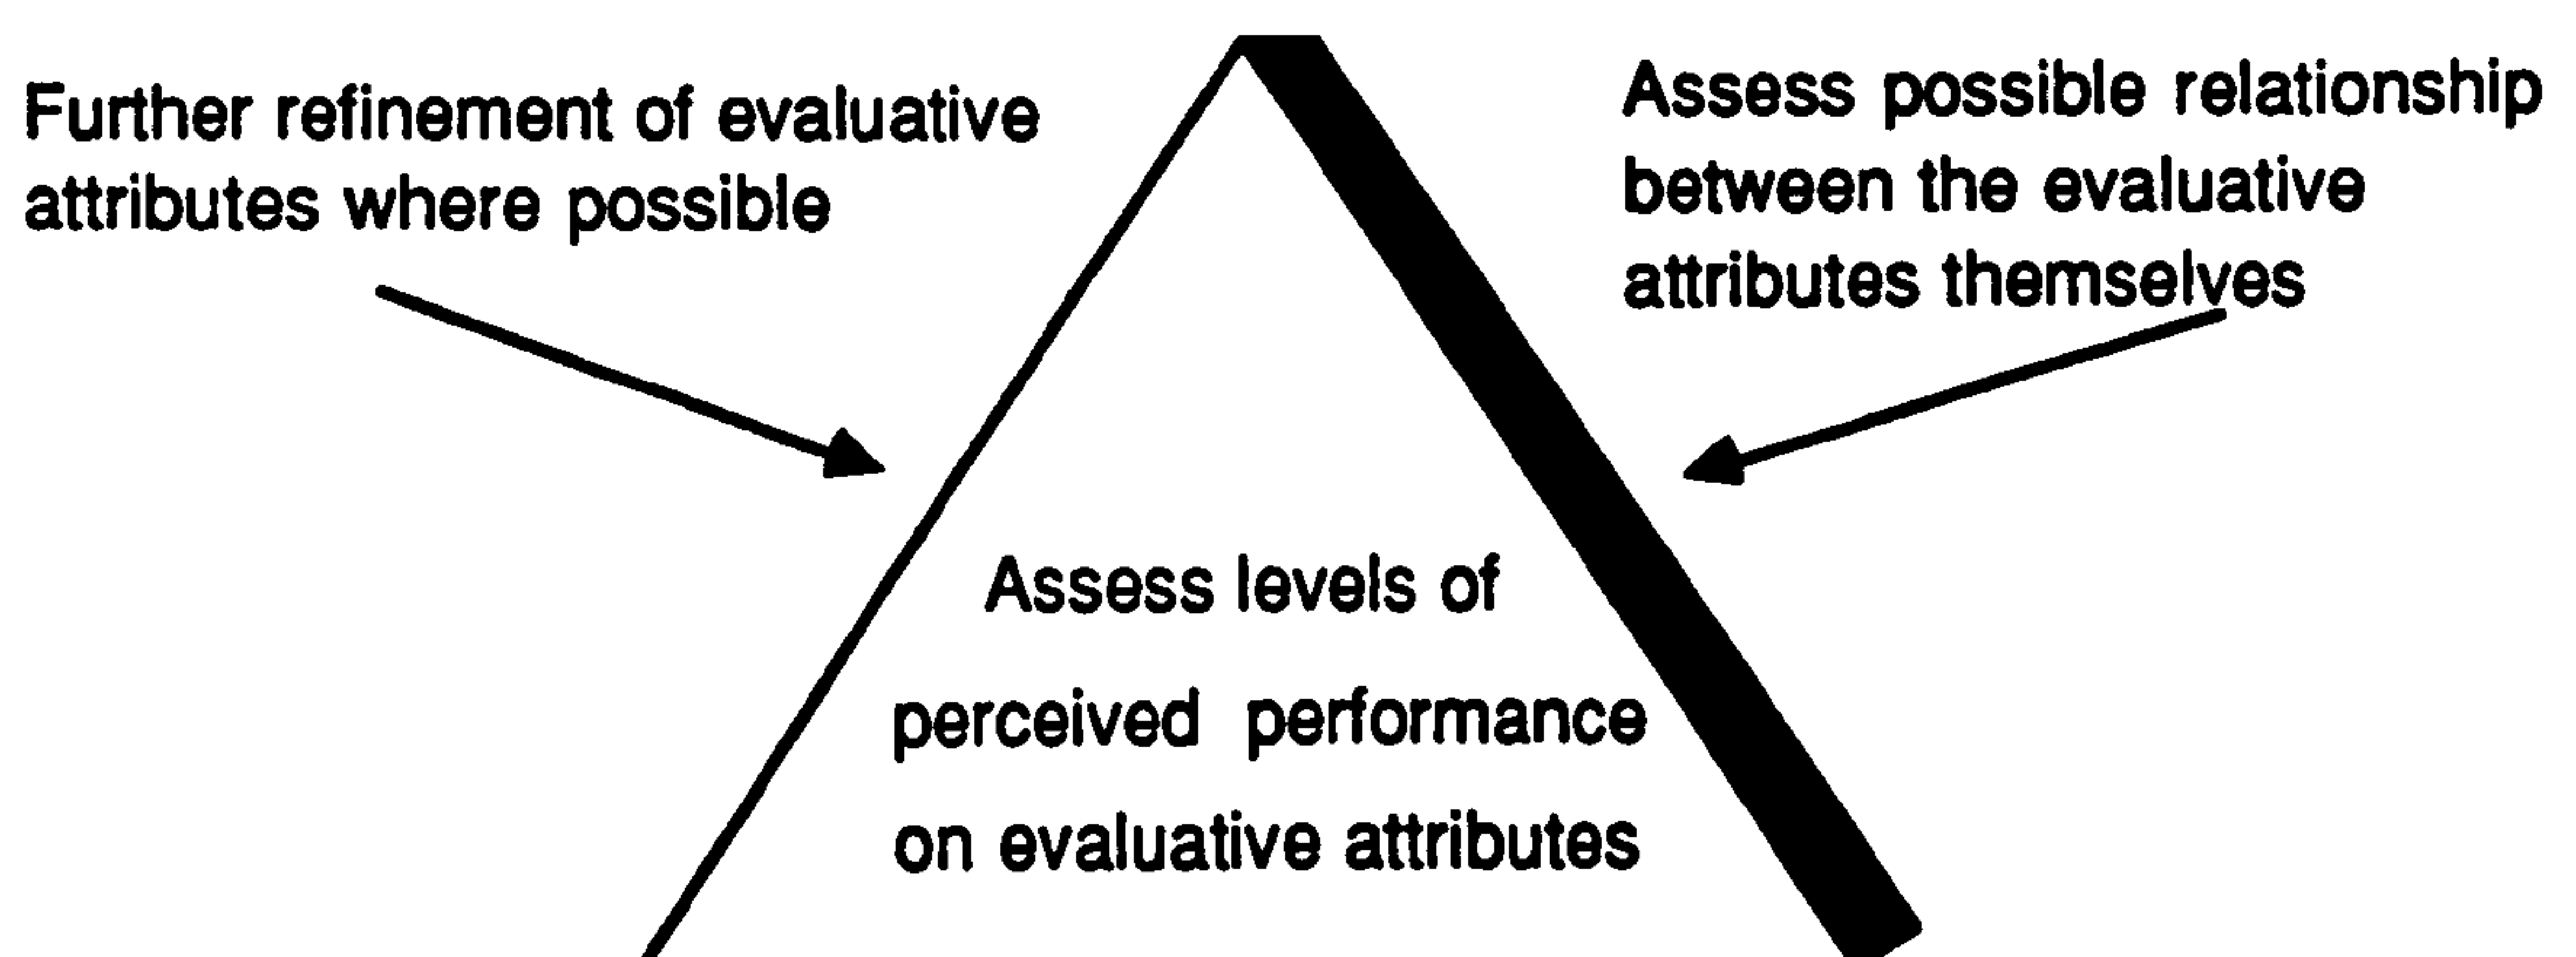 Further refinement of evaluative
attributes where possible
Assess possible relationship
between the evaluative
attributes themselves
Assess levels of
perceived performance
on evaluative attributes